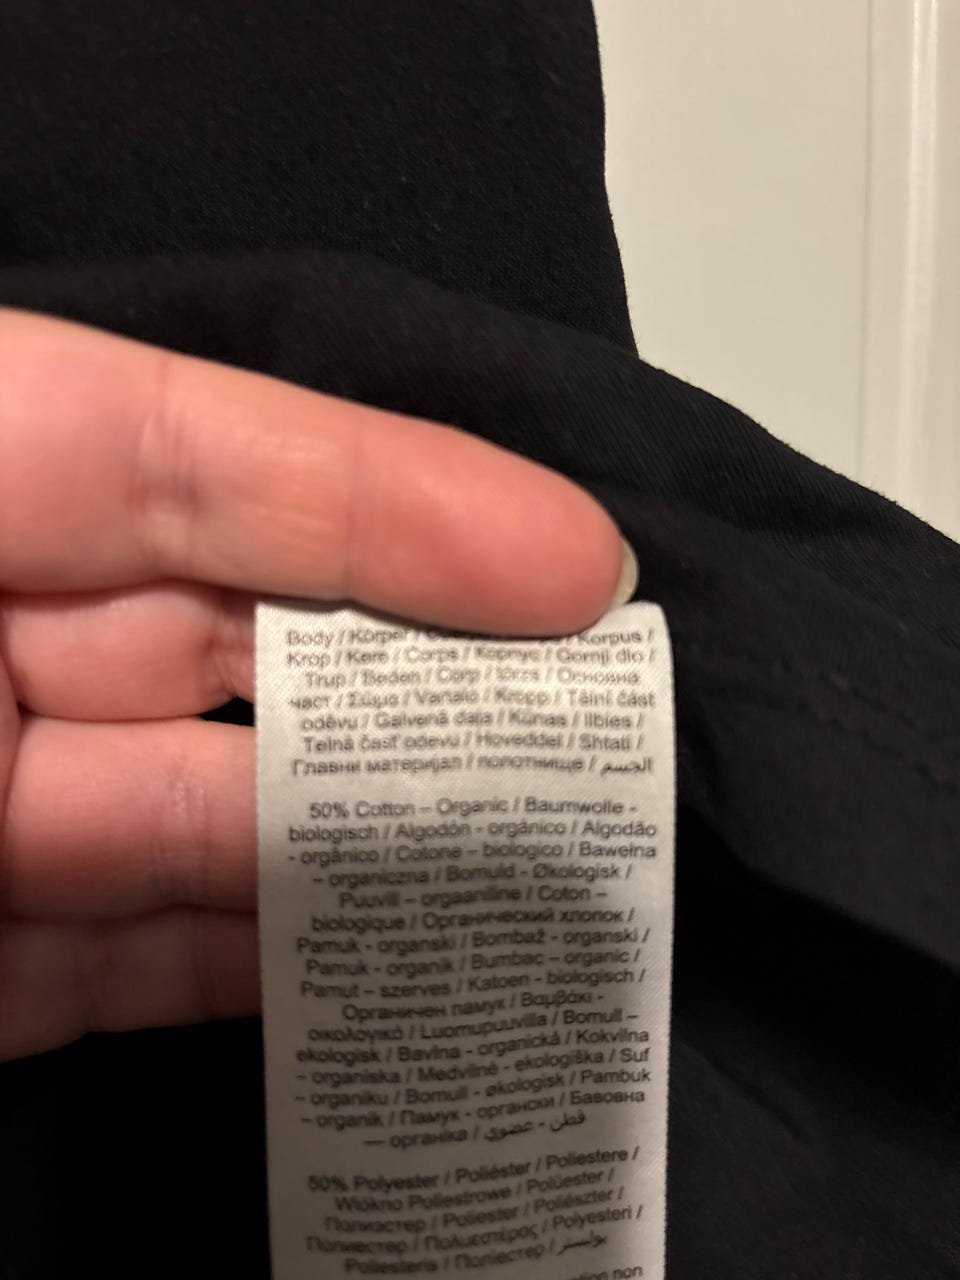 Body / Körper / / Korpus /
Krop / Kere / Corps / Корпус / Gornji dio /
Trup / Beden / Corp / törzs / Основна
част / Σώμα / Vartalo / Kropp / Tělní část
oděvu / Galvenā daļa / Kūnas / Ilbies /
Telná časť odevu / Hoveddel / Shtati /
Главни материјал / полотнище / الجسم
50% Cotton – Organic / Baumwolle -
biologisch / Algodón - orgánico / Algodão
- orgânico / Cotone – biologico / Bawełna
– organiczna / Bomuld - Økologisk /
Puuvill – orgaaniline / Coton –
biologique / Органический хлопок /
Pamuk - organski / Bombaž - organski /
Pamuk - organik / Bumbac – organic /
Pamut – szerves / Katoen - biologisch /
Органичен памук / Βαμβάκι -
οικολογικό / Luomupuuvilla / Bomull –
ekologisk / Bavlna - organická / Kokvilna
– organiska / Medvilnė - ekologiška / Suf
– organiku / Bomull - økologisk / Pambuk
– organik / Памук - органски / Бавовна
— органіка / قطن - عضوي
50% Polyester / Poliéster / Poliestere /
Włókno Poliestrowe / Polüester /
Полиэстер / Poliester / Poliészter /
Полиестер / Πολυεστέρας / Polyesteri /
Poliesteris / Поліестер / بوليستر
non